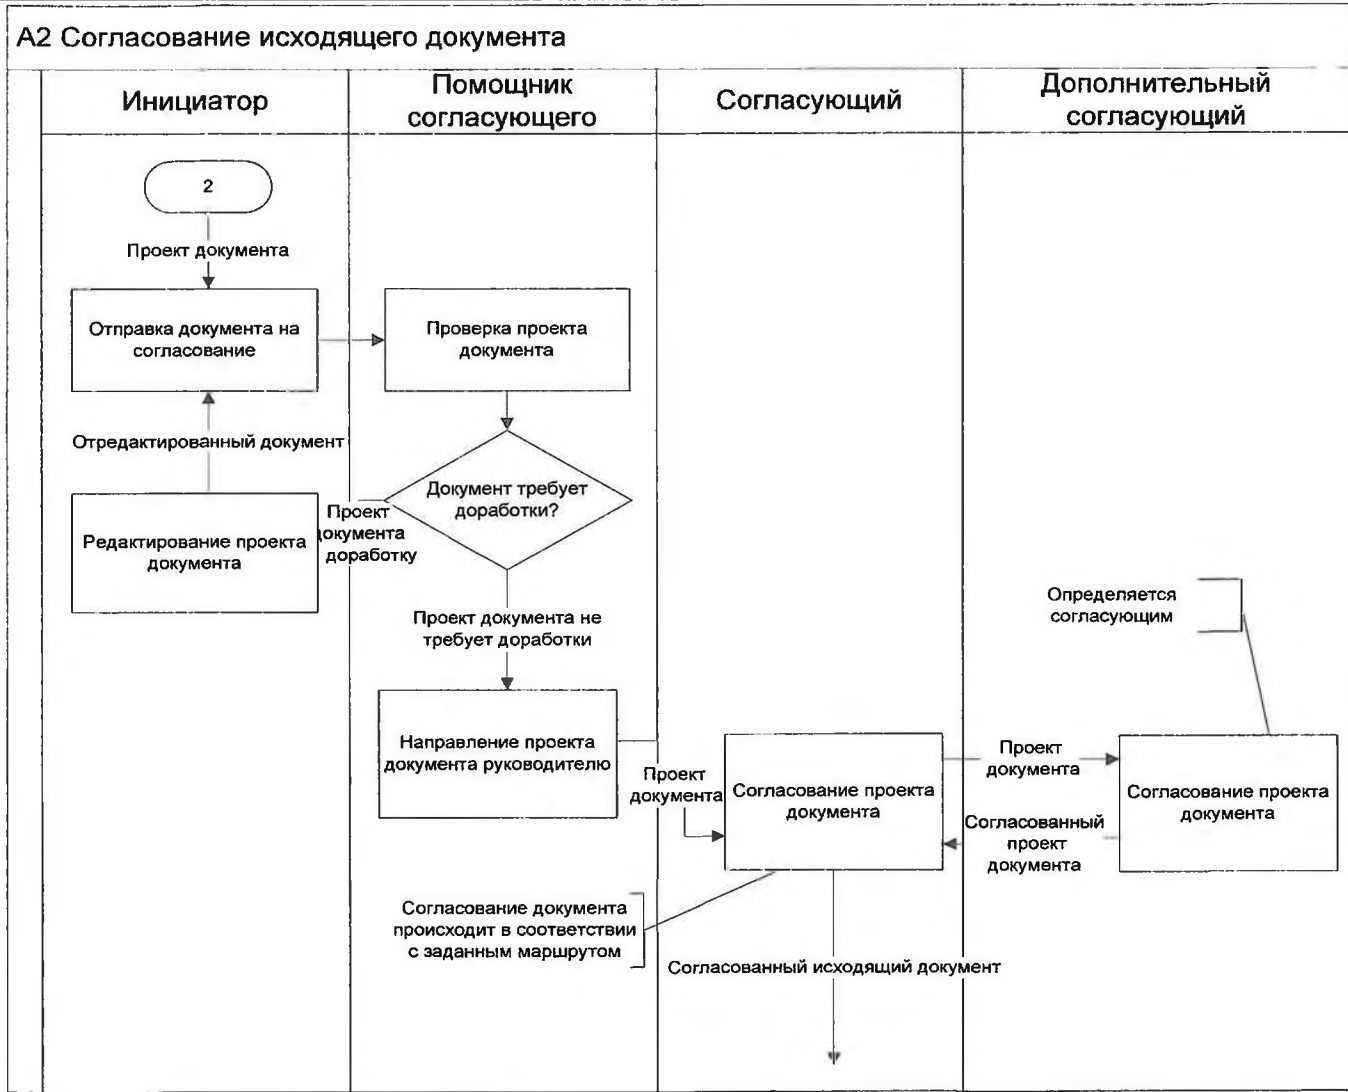 А2 Согласование исходящего документа
Инициатор
Помощник
согласующего
Согласующий
Дополнительный
согласующий
2
Проект документа
Отправка документа на
согласование
Проверка проекта
документа
Отредактированный документ
Документ требует
доработки?
Проект
документа
доработку
Редактирование проекта
документа
Проект документа не
требует доработки
Определяется
согласующим
Направление проекта
документа руководителю
Проект
документа
Согласование проекта
документа
Проект
документа
Согласованный
проект
документа
Согласование проекта
документа
Согласование документа
происходит в соответствии
с заданным маршрутом
Согласованный исходящий документ